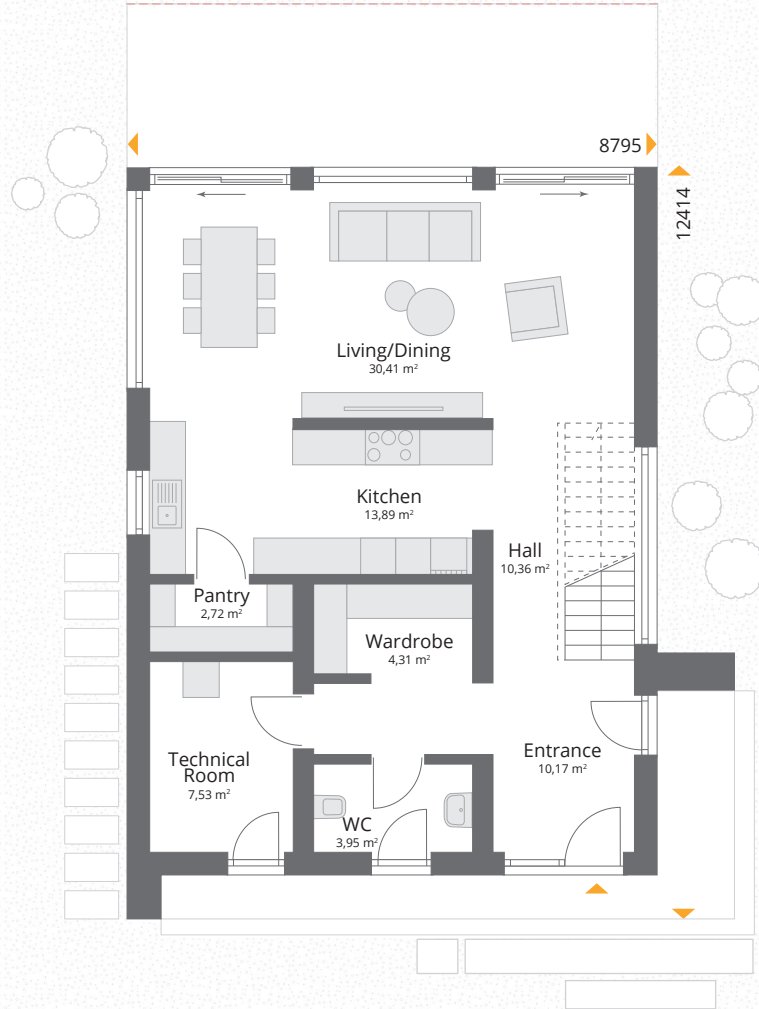 8795
12414
Living/Dining
30,41 m²
Kitchen
13,89 m²
Hall
10,36 m²
Pantry
2,72 m²
Wardrobe
4,31 m²
Technical
Room
7,53 m²
Entrance
10,17 m²
WC
3,95 m²